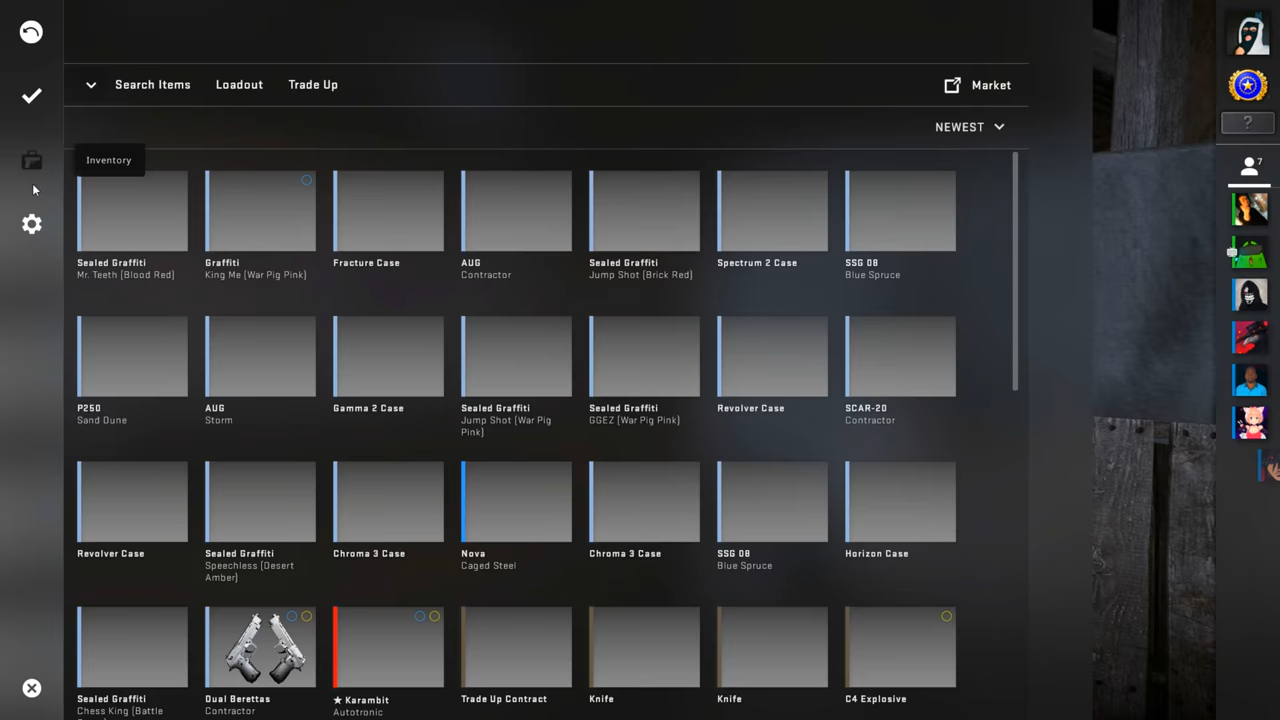 Search Items Loadout Trade Up Market
NEWEST
Inventory
Sealed Graffiti
Mr. Teeth (Blood Red)
Graffiti
King Me (War Pig Pink)
Fracture Case
AUG
Contractor
Sealed Graffiti
Jump Shot (Brick Red)
Spectrum 2 Case
SSG 08
Blue Spruce
P250
Sand Dune
AUG
Storm
Gamma 2 Case
Sealed Graffiti
Jump Shot (War Pig
Pink)
Sealed Graffiti
GGEZ (War Pig Pink)
Revolver Case
SCAR-20
Contractor
Revolver Case
Sealed Graffiti
Speechless (Desert
Amber)
Chroma 3 Case
Nova
Caged Steel
Chroma 3 Case
SSG 08
Blue Spruce
Horizon Case
Sealed Graffiti
Chess King (Battle
Dual Berettas
Contractor
★ Karambit
Autotronic
Trade Up Contract
Knife
Knife
C4 Explosive
?
7